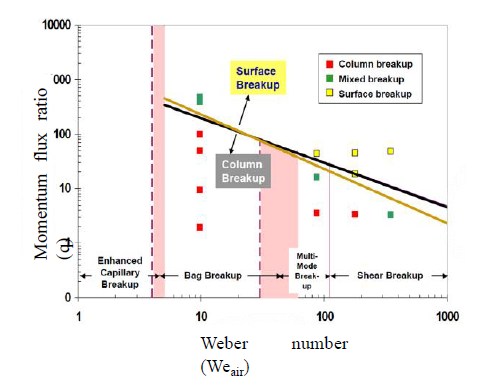 10000
000
100
10
0
Momentum flux ratio
(q)
Surface
Breakup
Column
Breakup
Column breakup
Mixed breakup
Surface breakup
Enhanced
Capillary
Breakup
Bag Breakup
Multi-
Mode
Break-
up
Shear Breakup
1
10
100
1000
Weber number
(We_air)